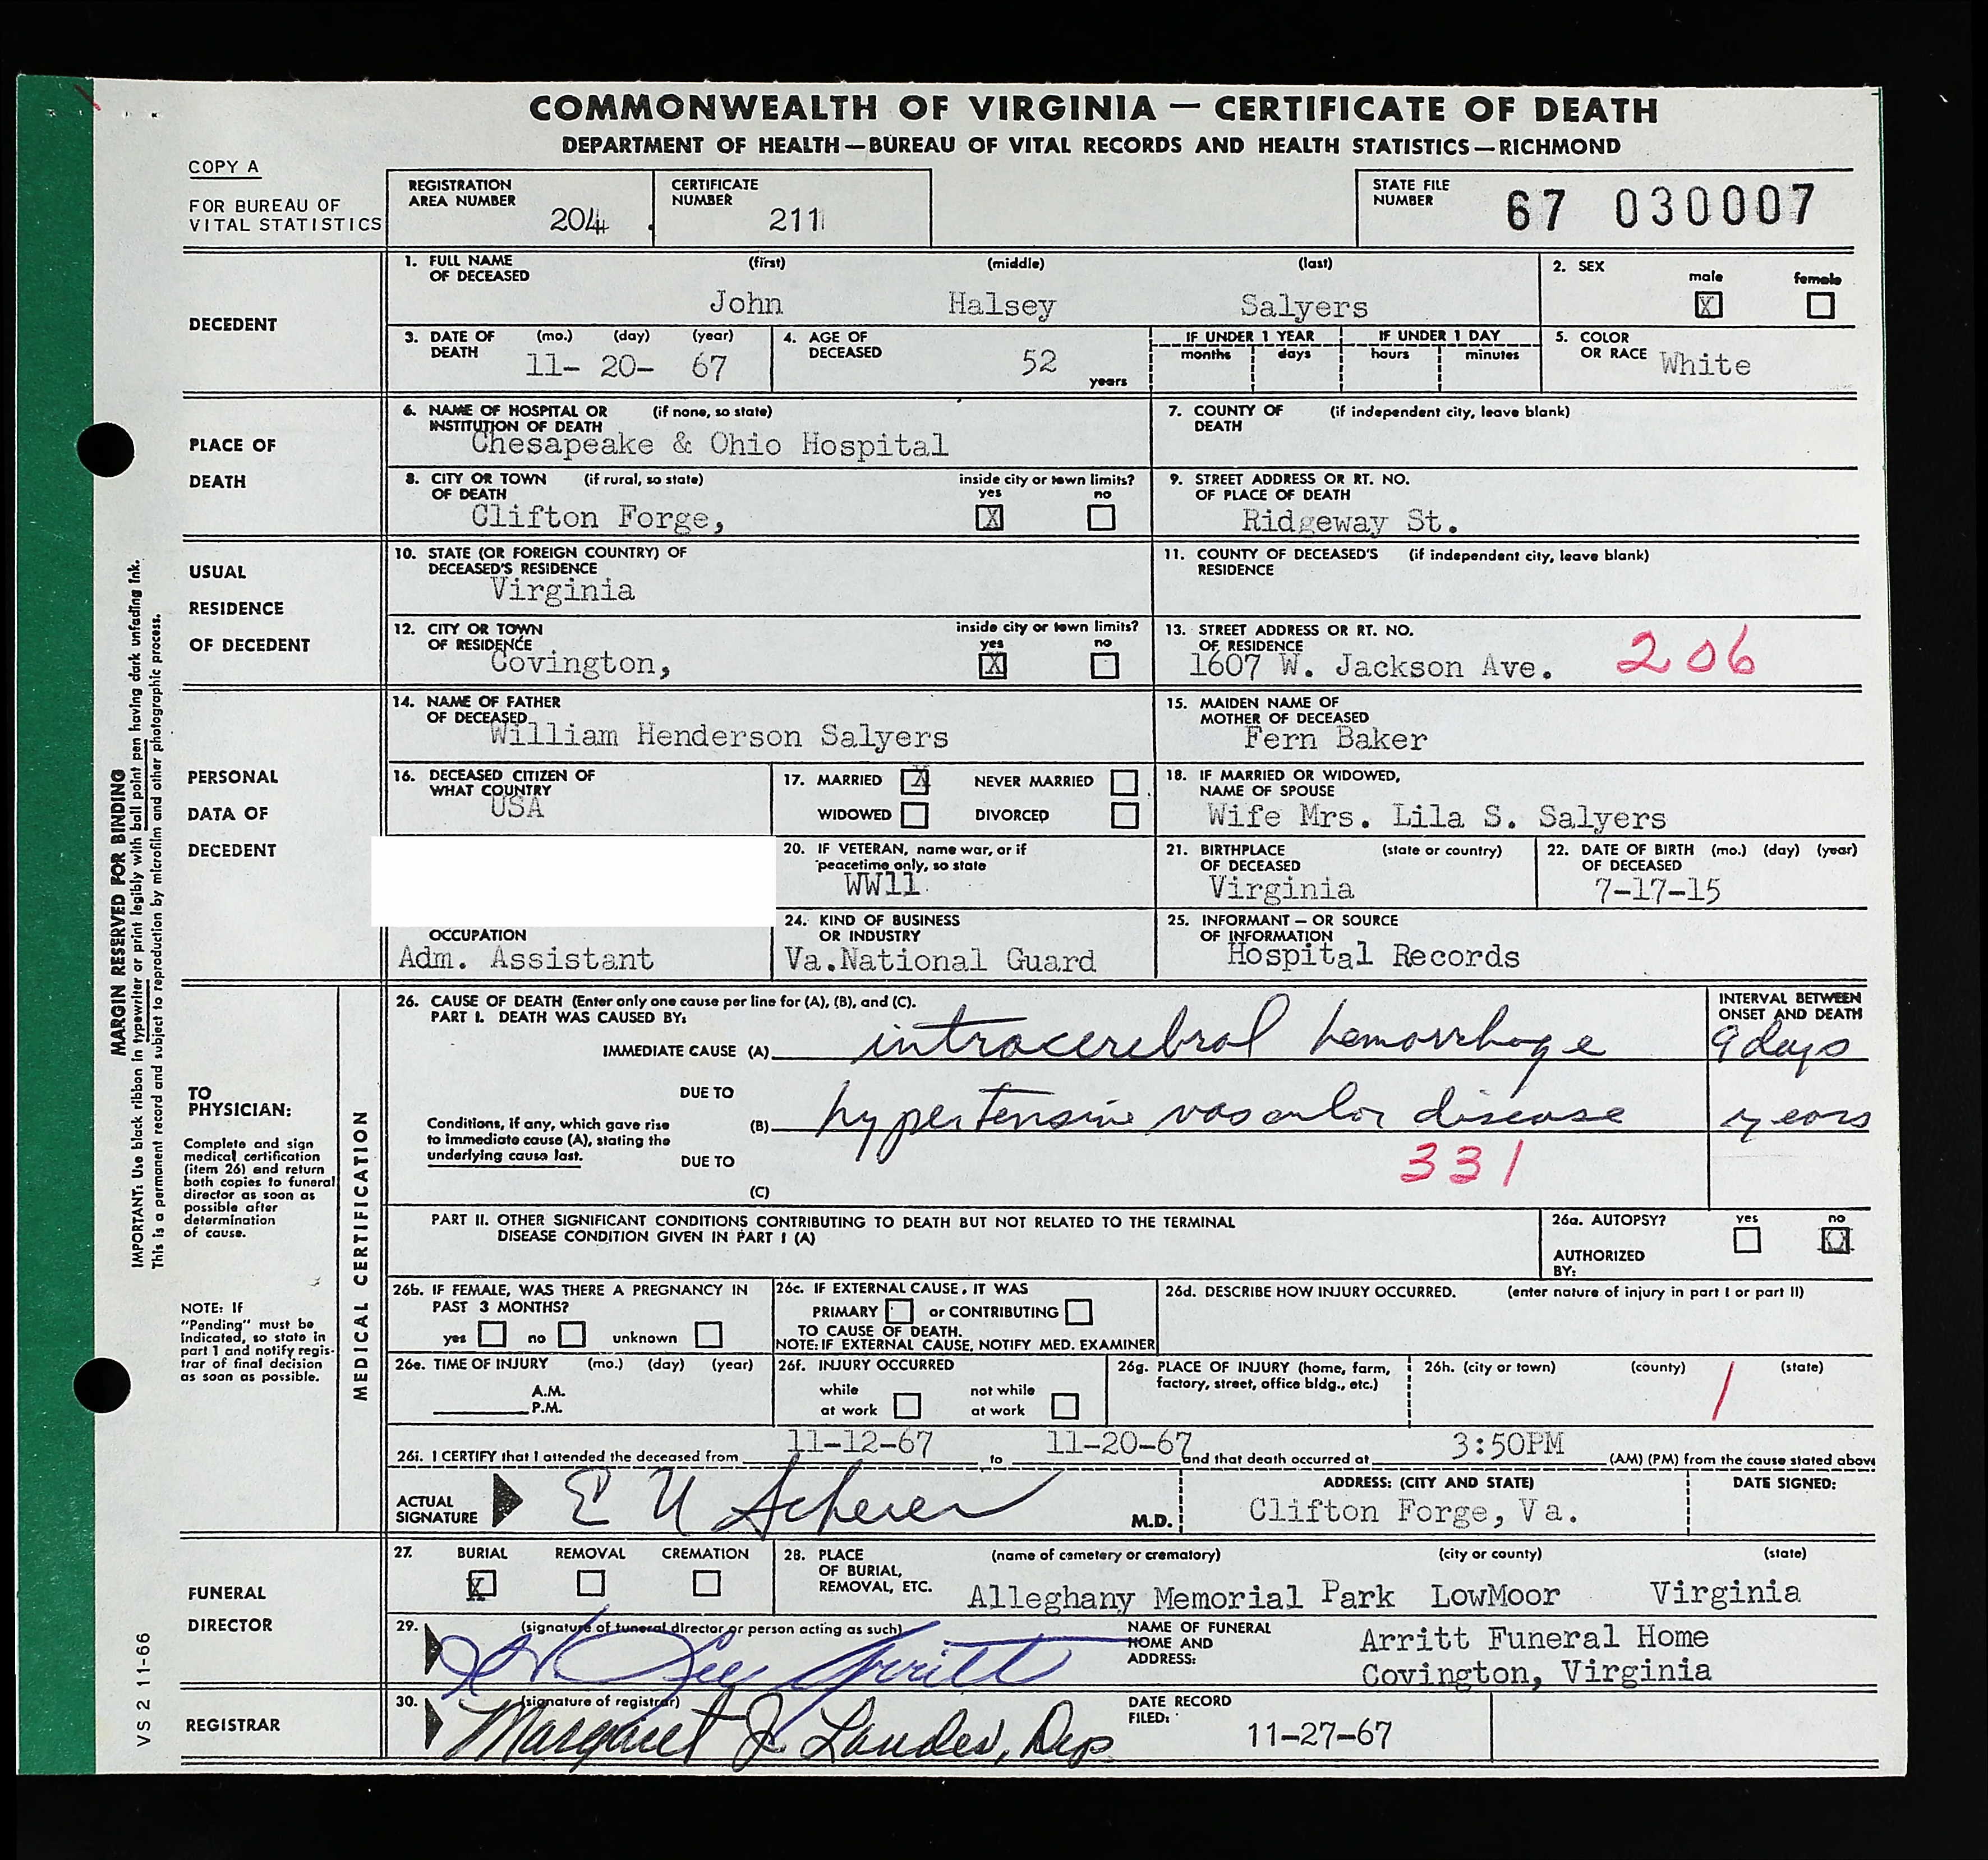 COMMONWEALTH OF VIRGINIA — CERTIFICATE OF DEATH
DEPARTMENT OF HEALTH—BUREAU OF VITAL RECORDS AND HEALTH STATISTICS—RICHMOND
COPY A
FOR BUREAU OF
VITAL STATISTICS
REGISTRATION
AREA NUMBER 204
CERTIFICATE
NUMBER 211
STATE FILE
NUMBER 67 030007
DECEDENT
1. FULL NAME (first) (middle) (last)
OF DECEASED
John Halsey Salyers
2. SEX male female
X
3. DATE OF (mo.) (day) (year)
DEATH 11- 20- 67
4. AGE OF
DECEASED 52 years
IF UNDER 1 YEAR IF UNDER 1 DAY
months days hours minutes
5. COLOR
OR RACE White
PLACE OF
DEATH
6. NAME OF HOSPITAL OR (if none, so state)
INSTITUTION OF DEATH
Chesapeake & Ohio Hospital
7. COUNTY OF (if independent city, leave blank)
DEATH
8. CITY OR TOWN (if rural, so state) inside city or town limits?
OF DEATH yes no
Clifton Forge, X
9. STREET ADDRESS OR RT. NO.
OF PLACE OF DEATH
Ridgeway St.
USUAL
RESIDENCE
OF DECEDENT
10. STATE (OR FOREIGN COUNTRY) OF
DECEASED'S RESIDENCE
Virginia
11. COUNTY OF DECEASED'S (if independent city, leave blank)
RESIDENCE
12. CITY OR TOWN inside city or town limits?
OF RESIDENCE yes no
Covington, X
13. STREET ADDRESS OR RT. NO.
OF RESIDENCE
1607 W. Jackson Ave. 206
PERSONAL
DATA OF
DECEDENT
14. NAME OF FATHER
OF DECEASED
William Henderson Salyers
15. MAIDEN NAME OF
MOTHER OF DECEASED
Fern Baker
16. DECEASED CITIZEN OF
WHAT COUNTRY
USA
17. MARRIED X NEVER MARRIED
WIDOWED DIVORCED
18. IF MARRIED OR WIDOWED,
NAME OF SPOUSE
Wife Mrs. Lila S. Salyers
20. IF VETERAN, name war, or if
peacetime only, so state
WW11
21. BIRTHPLACE (state or country)
OF DECEASED
Virginia
22. DATE OF BIRTH (mo.) (day) (year)
OF DECEASED
7-17-15
OCCUPATION
Adm. Assistant
24. KIND OF BUSINESS
OR INDUSTRY
Va.National Guard
25. INFORMANT — OR SOURCE
OF INFORMATION
Hospital Records
MARGIN RESERVED FOR BINDING
IMPORTANT: Use black ribbon in typewriter or print legibly with ball point pen having dark unfading ink.
This is a permanent record and subject to reproduction by microfilm and other photographic process.
TO
PHYSICIAN:
Complete and sign
medical certification
(item 26) and return
both copies to funeral
director as soon as
possible after
determination
of cause.
NOTE: If
"Pending" must be
indicated, so state in
part 1 and notify regis-
trar of final decision
as soon as possible.
MEDICAL CERTIFICATION
26. CAUSE OF DEATH (Enter only one cause per line for (A), (B), and (C).
PART I. DEATH WAS CAUSED BY:
INTERVAL BETWEEN
ONSET AND DEATH
IMMEDIATE CAUSE (A) intracerebral hemorrhage 9 days
DUE TO
Conditions, if any, which gave rise
to immediate cause (A), stating the
underlying cause last.
(B) hypertensive vascular disease years
DUE TO 331
(C)
PART II. OTHER SIGNIFICANT CONDITIONS CONTRIBUTING TO DEATH BUT NOT RELATED TO THE TERMINAL
DISEASE CONDITION GIVEN IN PART I (A)
26a. AUTOPSY? yes no
X
AUTHORIZED
BY:
26b. IF FEMALE, WAS THERE A PREGNANCY IN
PAST 3 MONTHS?
yes no unknown
26c. IF EXTERNAL CAUSE, IT WAS
PRIMARY or CONTRIBUTING
TO CAUSE OF DEATH.
NOTE: IF EXTERNAL CAUSE, NOTIFY MED. EXAMINER
26d. DESCRIBE HOW INJURY OCCURRED. (enter nature of injury in part I or part II)
26e. TIME OF INJURY (mo.) (day) (year)
A.M.
P.M.
26f. INJURY OCCURRED
while not while
at work at work
26g. PLACE OF INJURY (home, farm,
factory, street, office bldg., etc.)
26h. (city or town) (county) (state)
1
26i. I CERTIFY that I attended the deceased from 11-12-67 to 11-20-67 and that death occurred at 3:50PM (AM) (PM) from the cause stated above
ACTUAL
SIGNATURE E N Scherer M.D.
ADDRESS: (CITY AND STATE)
Clifton Forge, Va.
DATE SIGNED:
FUNERAL
DIRECTOR
27. BURIAL REMOVAL CREMATION
X
28. PLACE (name of cemetery or crematory) (city or county) (state)
OF BURIAL,
REMOVAL, ETC. Alleghany Memorial Park LowMoor Virginia
29. (signature of funeral director or person acting as such)
Lee Arritt
NAME OF FUNERAL
HOME AND
ADDRESS:
Arritt Funeral Home
Covington, Virginia
REGISTRAR
30. (signature of registrar)
Margaret J. Landes, Dep
DATE RECORD
FILED: 11-27-67
VS 2 11-66